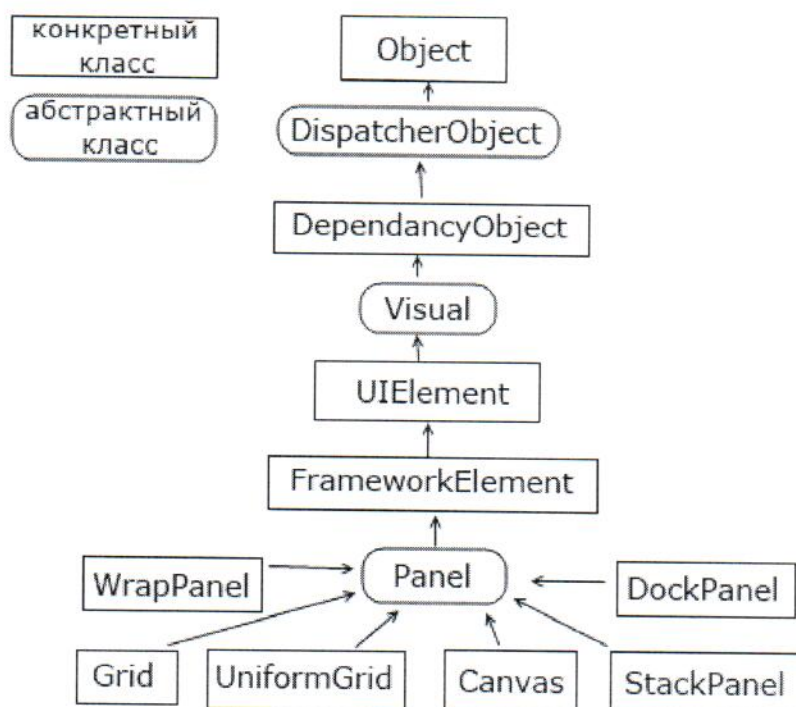 конкретный
класс
абстрактный
класс
Object
DispatcherObject
DependancyObject
Visual
UIElement
FrameworkElement
Panel
WrapPanel
DockPanel
Grid
UniformGrid
Canvas
StackPanel